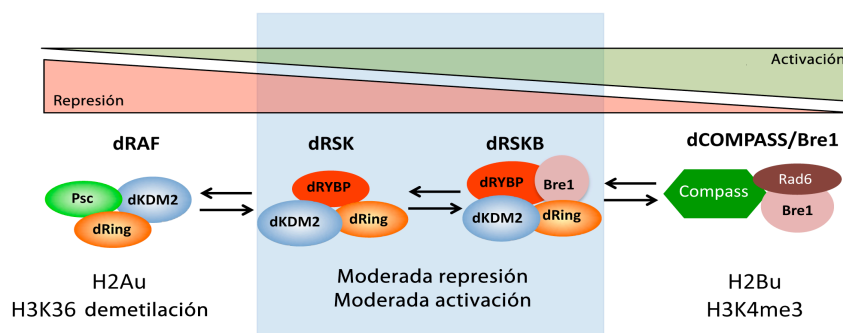 Activación
Represión
dRAF
dRSK
dRSKB
dCOMPASS/Bre1
Psc
dKDM2
dRing
dRYBP
dKDM2
dRing
dRYBP
Bre1
dKDM2
dRing
Compass
Rad6
Bre1
H2Au
H3K36 demetilación
Moderada represión
Moderada activación
H2Bu
H3K4me3